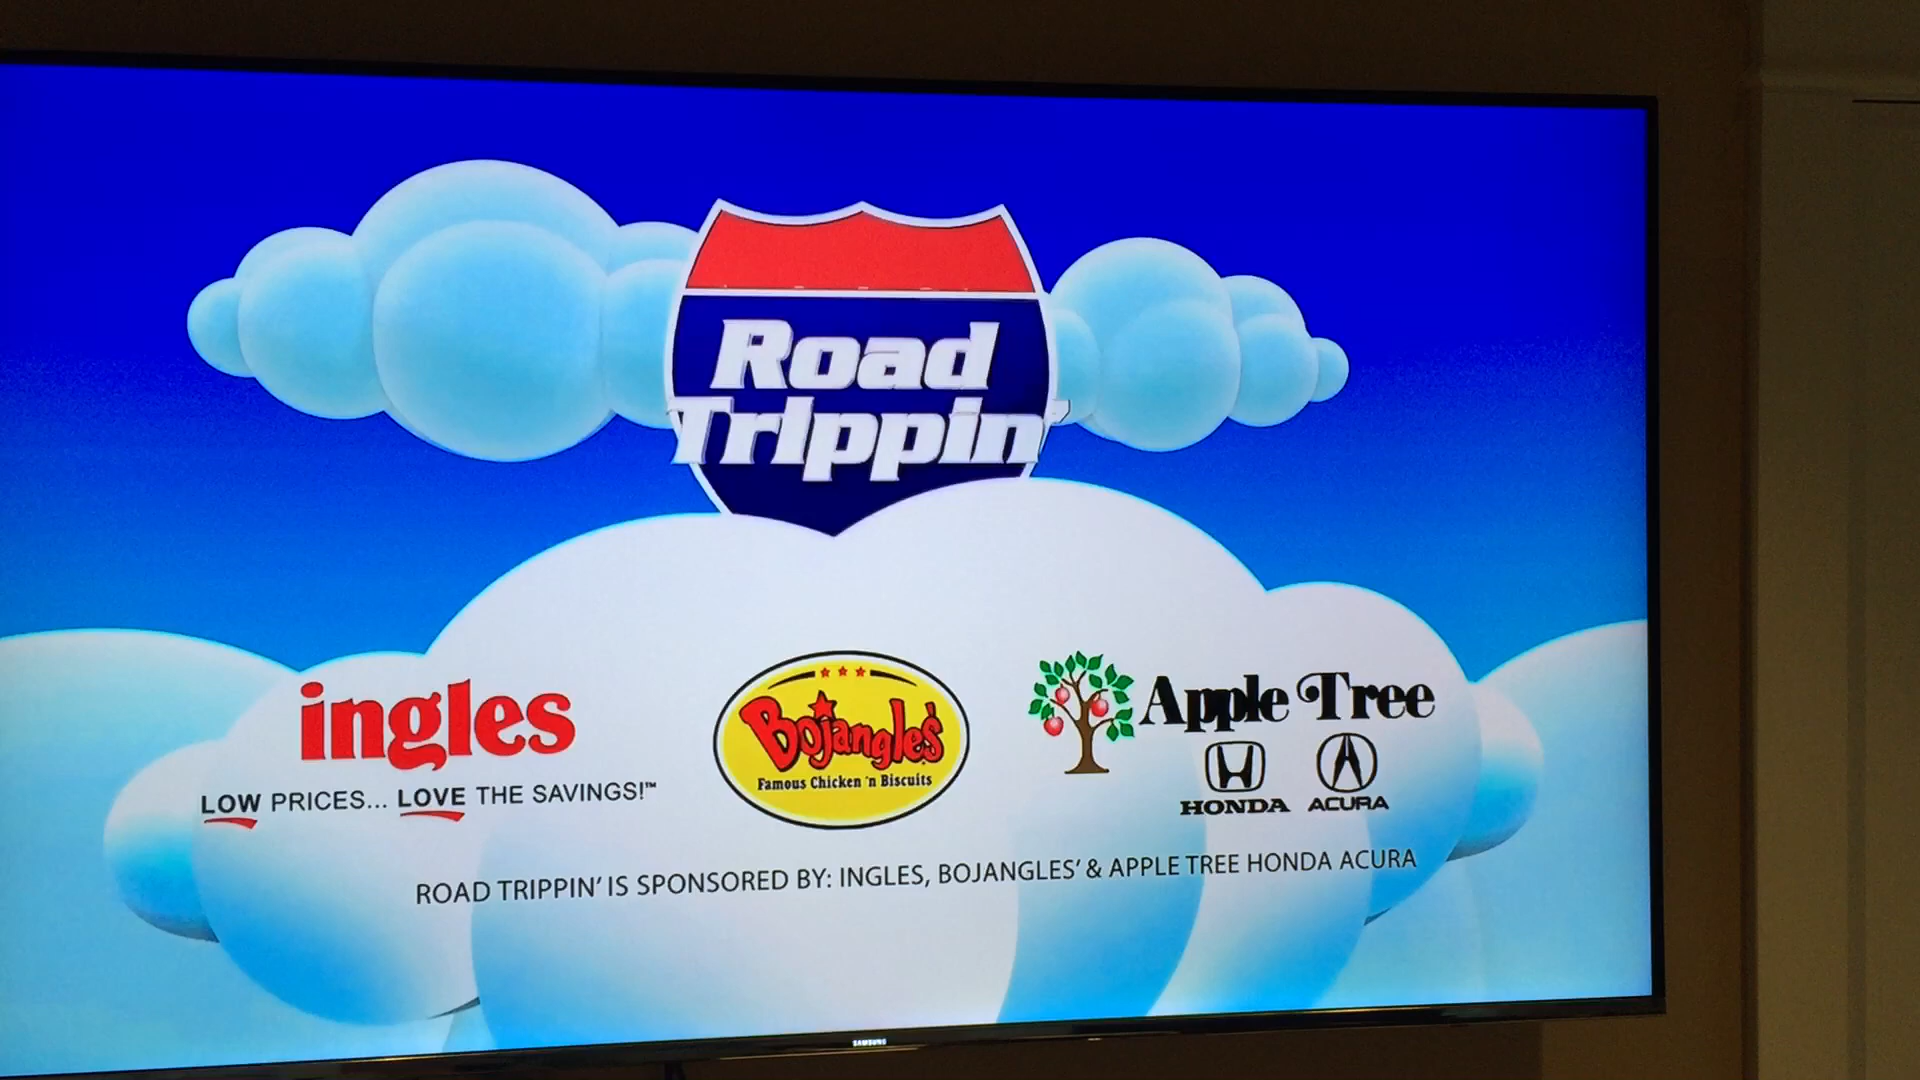 Road
Trippin'
ingles
LOW PRICES... LOVE THE SAVINGS!™
Bojangles'
Famous Chicken 'n Biscuits
Apple Tree
HONDA ACURA
ROAD TRIPPIN' IS SPONSORED BY: INGLES, BOJANGLES' & APPLE TREE HONDA ACURA
SAMSUNG